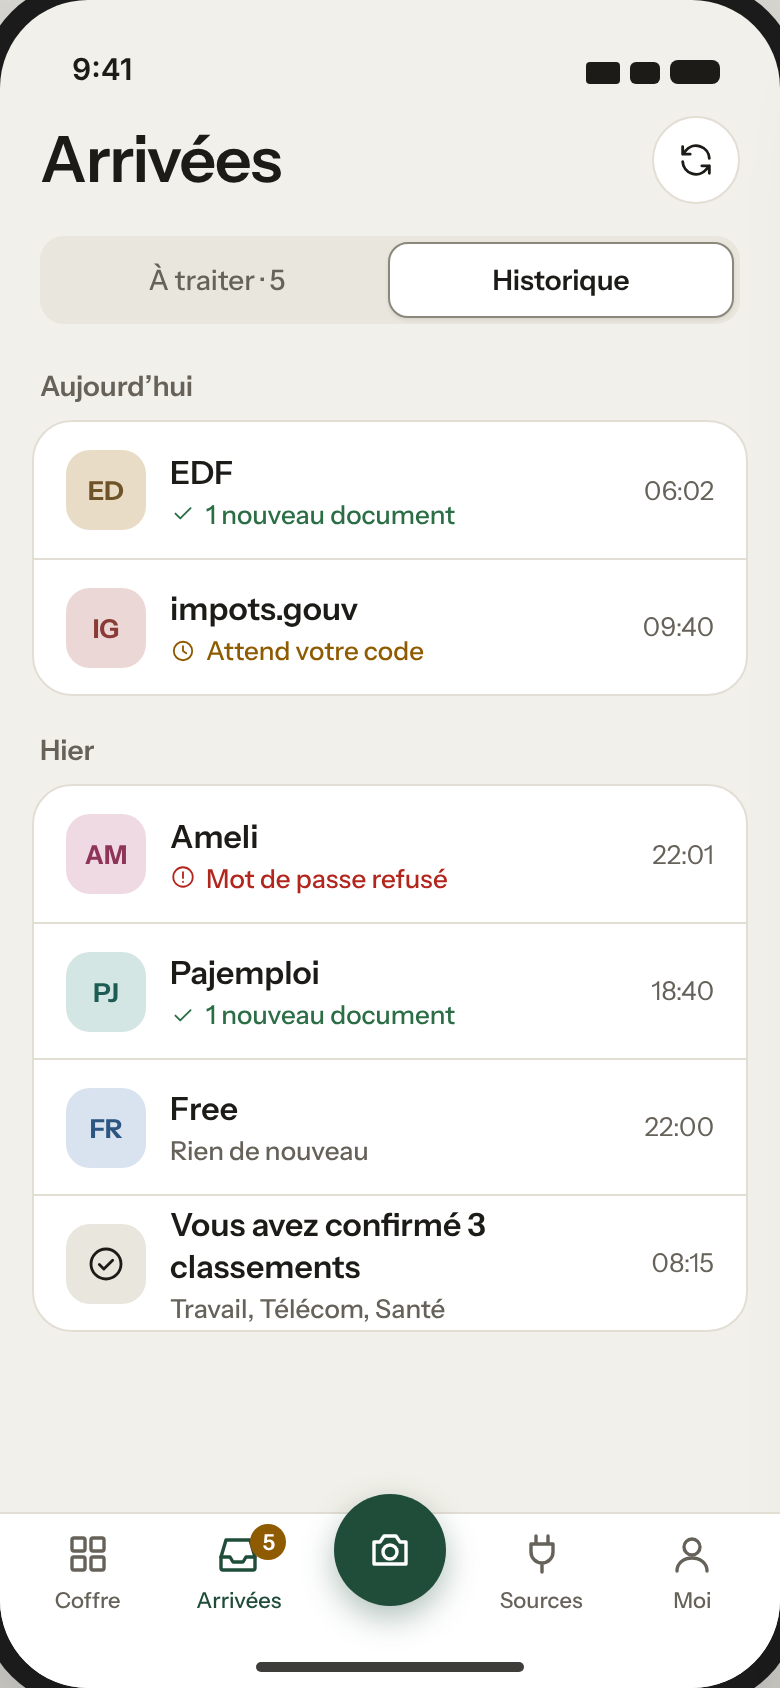 9:41
Arrivées
À traiter · 5
Historique
Aujourd’hui
ED
EDF
1 nouveau document
06:02
IG
impots.gouv
Attend votre code
09:40
Hier
AM
Ameli
Mot de passe refusé
22:01
PJ
Pajemploi
1 nouveau document
18:40
FR
Free
Rien de nouveau
22:00
Vous avez confirmé 3
classements
Travail, Télécom, Santé
08:15
5
Coffre
Arrivées
Sources
Moi